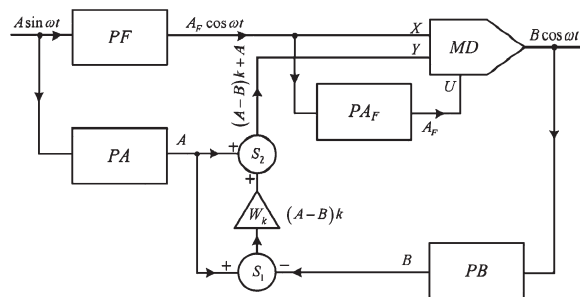 A sin ωt
PF
A_F cos ωt
X
Y
MD
B cos ωt
U
(A−B)k+A
PA_F
A_F
PA
A
+
S_2
+
W_k
(A−B)k
+
S_1
−
B
PB